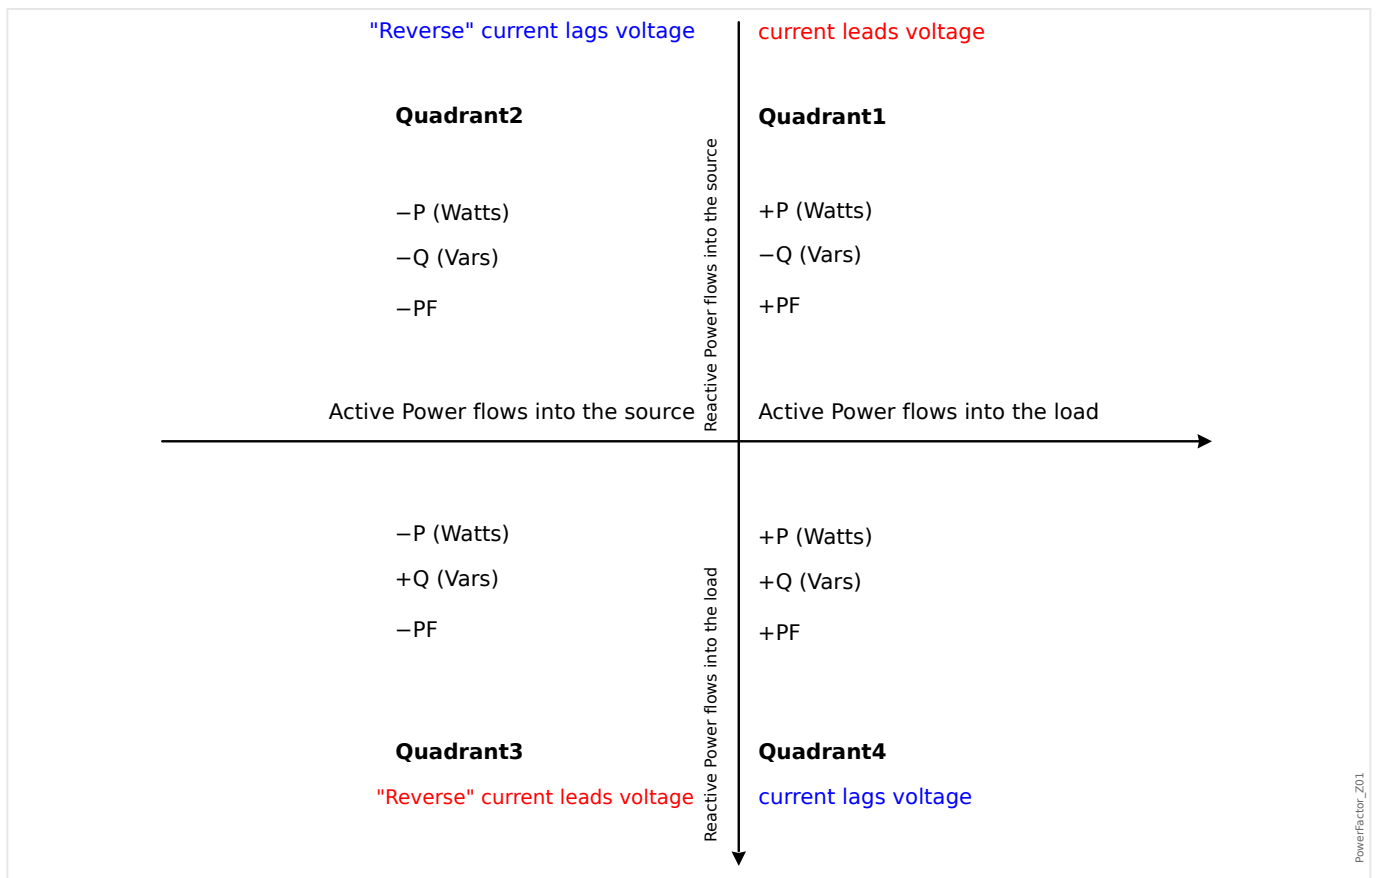 "Reverse" current lags voltage
current leads voltage
Quadrant2
Quadrant1
−P (Watts)
−Q (Vars)
−PF
+P (Watts)
−Q (Vars)
+PF
Reactive Power flows into the source
Active Power flows into the source
Active Power flows into the load
−P (Watts)
+Q (Vars)
−PF
+P (Watts)
+Q (Vars)
+PF
Reactive Power flows into the load
Quadrant3
Quadrant4
"Reverse" current leads voltage
current lags voltage
PowerFactor_Z01